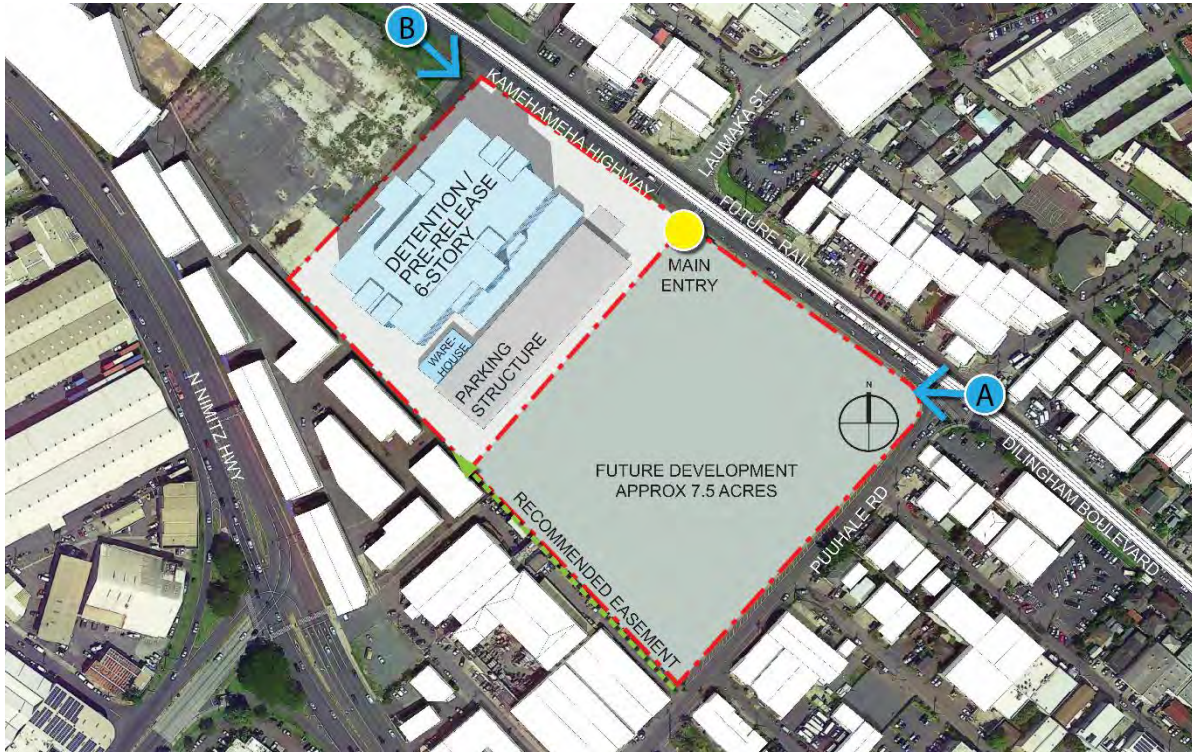 B
KAMEHAMEHA HIGHWAY
LAUMAKA ST
FUTURE RAIL
DETENTION /
PRE-RELEASE
6-STORY
MAIN
ENTRY
WARE-
HOUSE
PARKING
STRUCTURE
N
A
N NIMITZ HWY
FUTURE DEVELOPMENT
APPROX 7.5 ACRES
DILINGHAM BOULEVARD
PUUHALE RD
RECOMMENDED EASEMENT